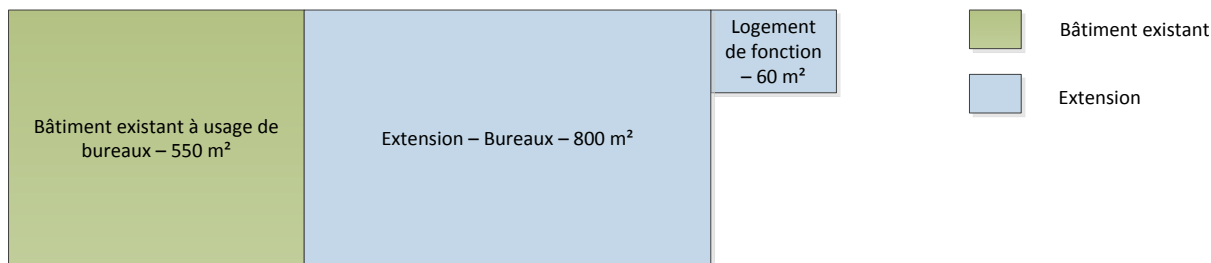 Bâtiment existant à usage de
bureaux – 550 m²
Extension – Bureaux – 800 m²
Logement
de fonction
– 60 m²
Bâtiment existant
Extension